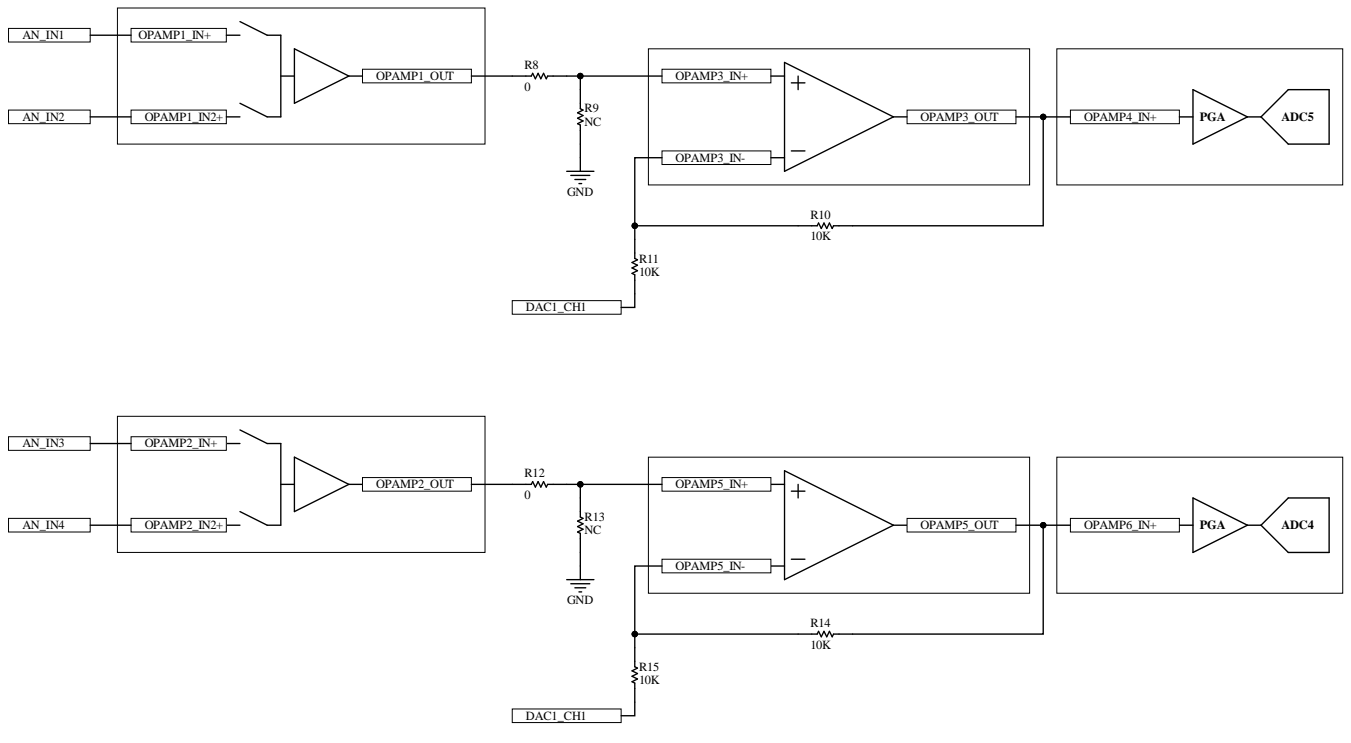 AN_IN1
OPAMP1_IN+
OPAMP1_OUT
AN_IN2
OPAMP1_IN2+
R8
0
R9
NC
GND
OPAMP3_IN+
+
OPAMP3_OUT
OPAMP3_IN-
−
OPAMP4_IN+
PGA
ADC5
R10
10K
R11
10K
DAC1_CH1
AN_IN3
OPAMP2_IN+
OPAMP2_OUT
AN_IN4
OPAMP2_IN2+
R12
0
R13
NC
GND
OPAMP5_IN+
+
OPAMP5_OUT
OPAMP5_IN-
−
OPAMP6_IN+
PGA
ADC4
R14
10K
R15
10K
DAC1_CH1